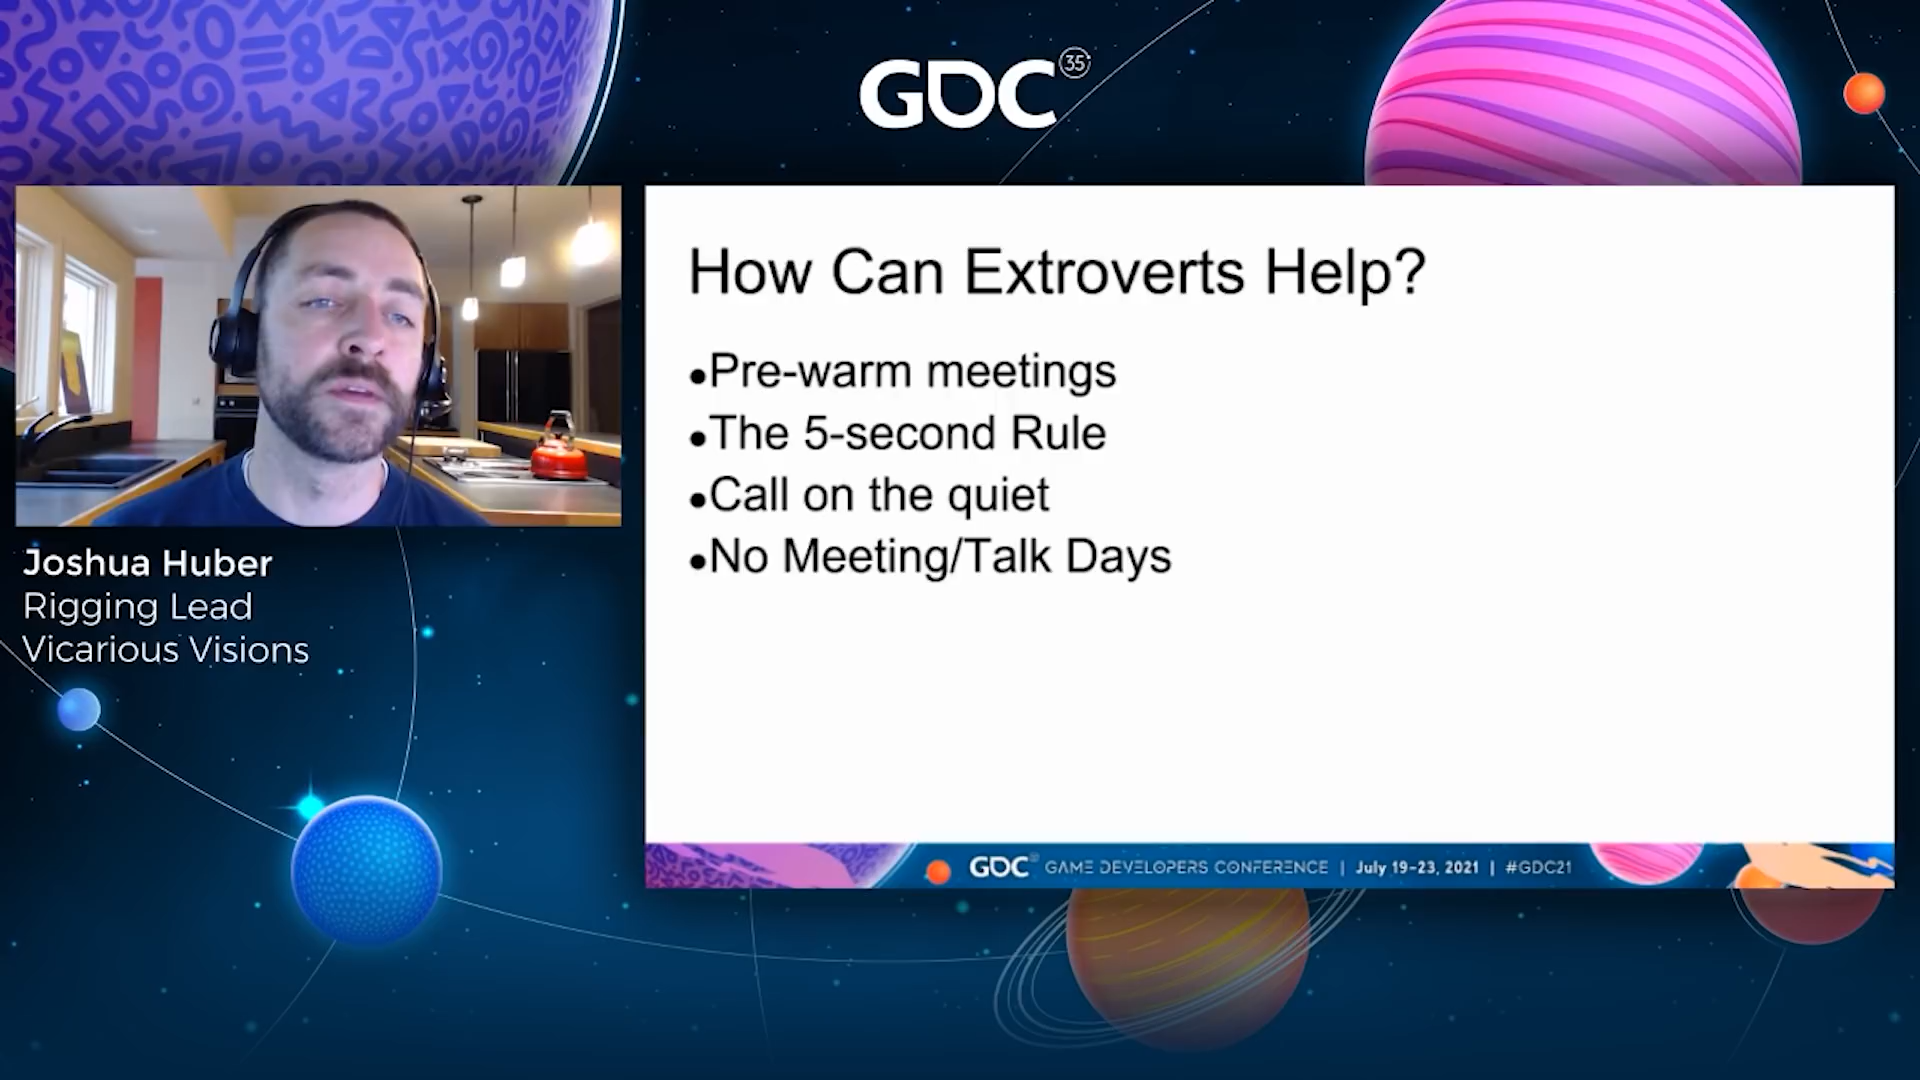 GDC 35
Joshua Huber
Rigging Lead
Vicarious Visions
How Can Extroverts Help?
•Pre-warm meetings
•The 5-second Rule
•Call on the quiet
•No Meeting/Talk Days
GDC GAME DEVELOPERS CONFERENCE | July 19-23, 2021 | #GDC21